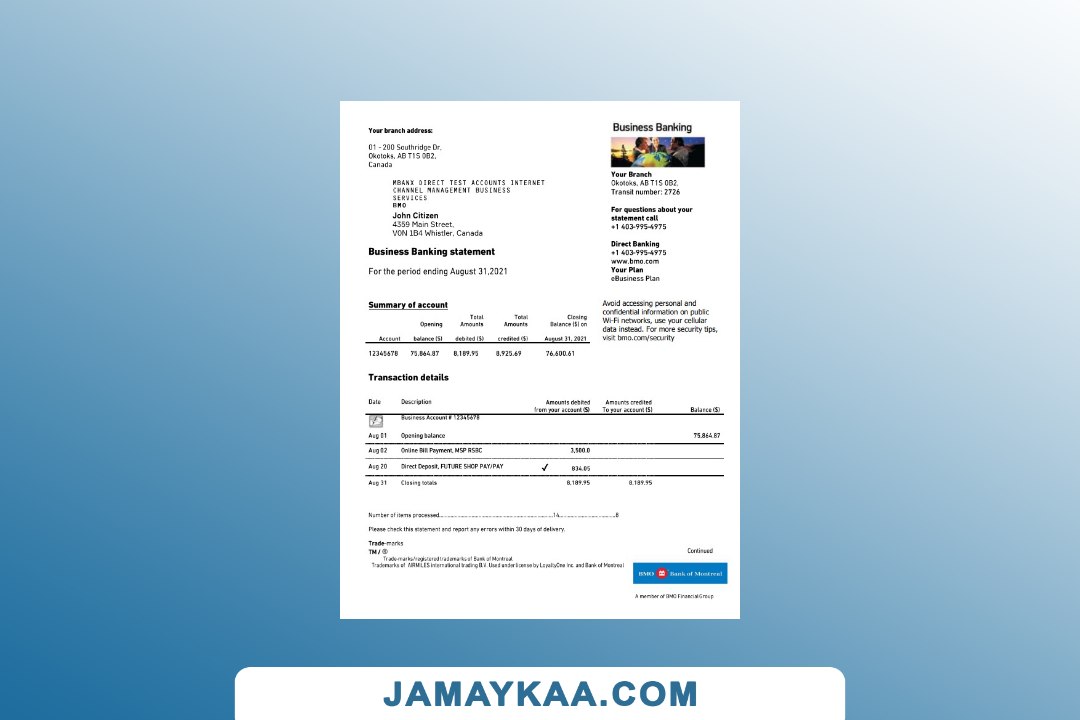 Your branch address:
01 - 200 Southridge Dr,
Okotoks, AB T1S 0B2,
Canada
MBANX DIRECT TEST ACCOUNTS INTERNET
CHANNEL MANAGEMENT BUSINESS
SERVICES
BMO
John Citizen
4359 Main Street,
V0N 1B4 Whistler, Canada
Business Banking statement
For the period ending August 31,2021
Business Banking
Your Branch
Okotoks, AB T1S 0B2,
Transit number: 2726
For questions about your
statement call
+1 403-995-4975
Direct Banking
+1 403-995-4975
www.bmo.com
Your Plan
eBusiness Plan
Avoid accessing personal and
confidential information on public
Wi-Fi networks, use your cellular
data instead. For more security tips,
visit bmo.com/security
Summary of account
Total Total Closing
Opening Amounts Amounts Balance ($) on
Account balance ($) debited ($) credited ($) August 31, 2021
12345678 75,864.87 8,189.95 8,925.69 76,600.61
Transaction details
Date Description Amounts debited Amounts credited
from your account ($) To your account ($) Balance ($)
Business Account # 12345678
Aug 01 Opening balance 75,864.87
Aug 02 Online Bill Payment, MSP RSBC 3,500.0
Aug 20 Direct Deposit, FUTURE SHOP PAY/PAY ✓ 834.05
Aug 31 Closing totals 8,189.95 8,189.95
Number of items processed..........................................14.....................8
Please check this statement and report any errors within 30 days of delivery.
Trade-marks
TM / ®
Trade-marks/registered trademarks of Bank of Montreal
Trademarks of AIRMILES International trading B.V. Used under license by LoyaltyOne Inc. and Bank of Montreal
Continued
BMO Bank of Montreal
A member of BMO Financial Group
JAMAYKAA.COM